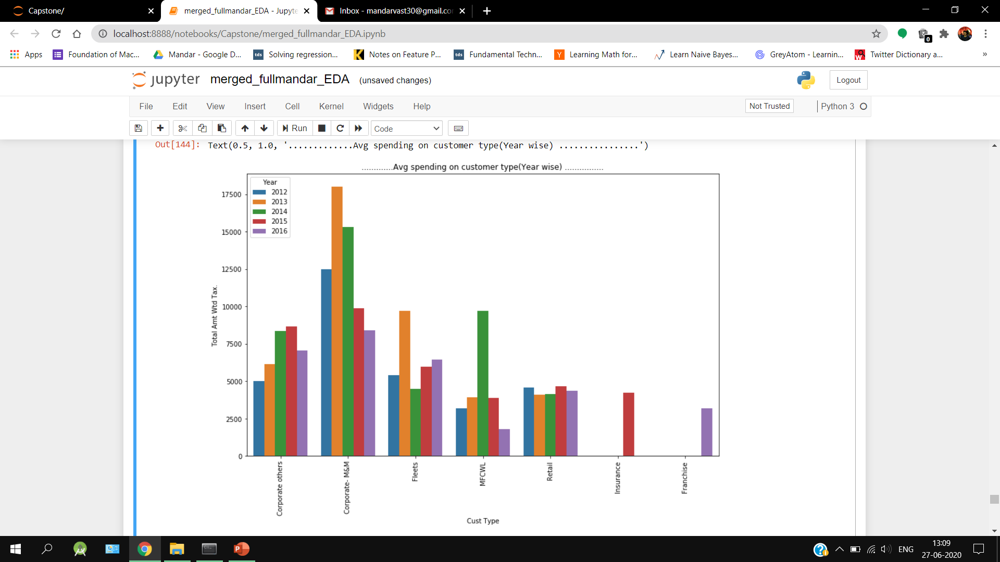 Capstone/
merged_fullmandar_EDA - Jupyte
Inbox - mandarvast30@gmail.co
localhost:8888/notebooks/Capstone/merged_fullmandar_EDA.ipynb
0
Apps
Foundation of Mac...
Mandar - Google D...
tds
Solving regression...
K
Notes on Feature P...
tds
Fundamental Techn...
Y
Learning Math for...
Learn Naive Bayes...
GreyAtom - Learnin...
W
Twitter Dictionary a...
»
jupyter
merged_fullmandar_EDA
(unsaved changes)
Logout
File Edit View Insert Cell Kernel Widgets Help
Not Trusted
Python 3
Run
Code
Out[144]: Text(0.5, 1.0, '.............Avg spending on customer type(Year wise) ................')
.............Avg spending on customer type(Year wise) ................
Year
2012
2013
2014
2015
2016
17500
15000
12500
10000
7500
5000
2500
0
Total Amt Wtd Tax.
Corporate others
Corporate- M&M
Fleets
MFCWL
Retail
Insurance
Franchise
Cust Type
P
ENG
13:09
27-06-2020